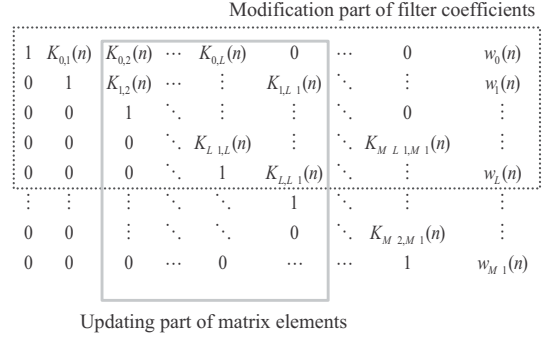 Modification part of filter coefficients
1 K0,1(n) K0,2(n) ⋯ K0,L(n) 0 ⋯ 0 w0(n)
0 1 K1,2(n) ⋱ ⋮ K1,L 1(n) ⋱ ⋮ w1(n)
0 0 1 ⋱ ⋮ ⋮ ⋱ 0 ⋮
0 0 0 ⋱ KL 1,L(n) ⋮ ⋱ KM L 1,M 1(n) ⋮
0 0 0 ⋱ 1 KL,L 1(n) ⋱ ⋮ wL(n)
⋮ ⋮ ⋮ ⋱ ⋱ 1 ⋱ ⋮ ⋮
0 0 ⋮ ⋱ ⋱ 0 ⋱ KM 2,M 1(n) ⋮
0 0 0 ⋯ 0 ⋯ ⋯ 1 wM 1(n)
Updating part of matrix elements